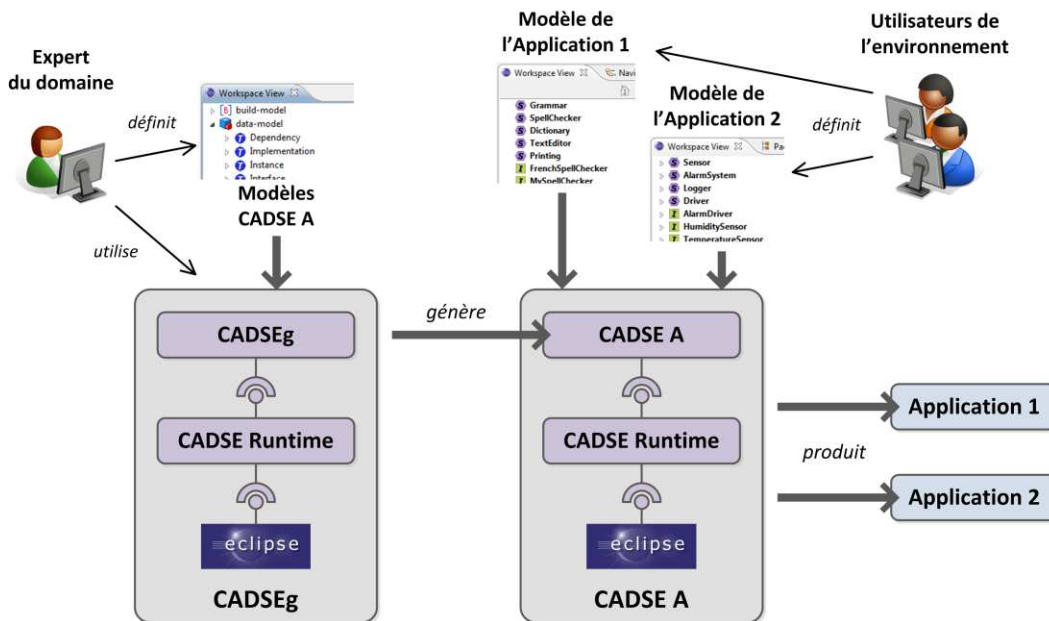 Expert
du domaine
définit
utilise
Workspace View
build-model
data-model
Dependency
Implementation
Instance
Interface
Modèles
CADSE A
Modèle de
l'Application 1
Workspace View
Navi
Grammar
SpellChecker
Dictionary
TextEditor
Printing
FrenchSpellChecker
MySpellChecker
Modèle de
l'Application 2
Workspace View
Pa
Sensor
AlarmSystem
Logger
Driver
AlarmDriver
HumiditySensor
TemperatureSensor
Utilisateurs de
l'environnement
définit
CADSEg
CADSE Runtime
eclipse
CADSEg
génère
CADSE A
CADSE Runtime
eclipse
CADSE A
produit
Application 1
Application 2